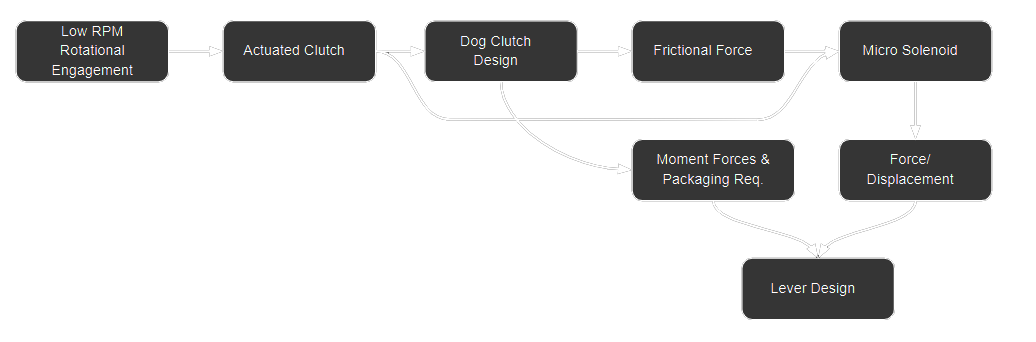 Low RPM
Rotational
Engagement
Actuated Clutch
Dog Clutch
Design
Frictional Force
Micro Solenoid
Moment Forces &
Packaging Req.
Force/
Displacement
Lever Design